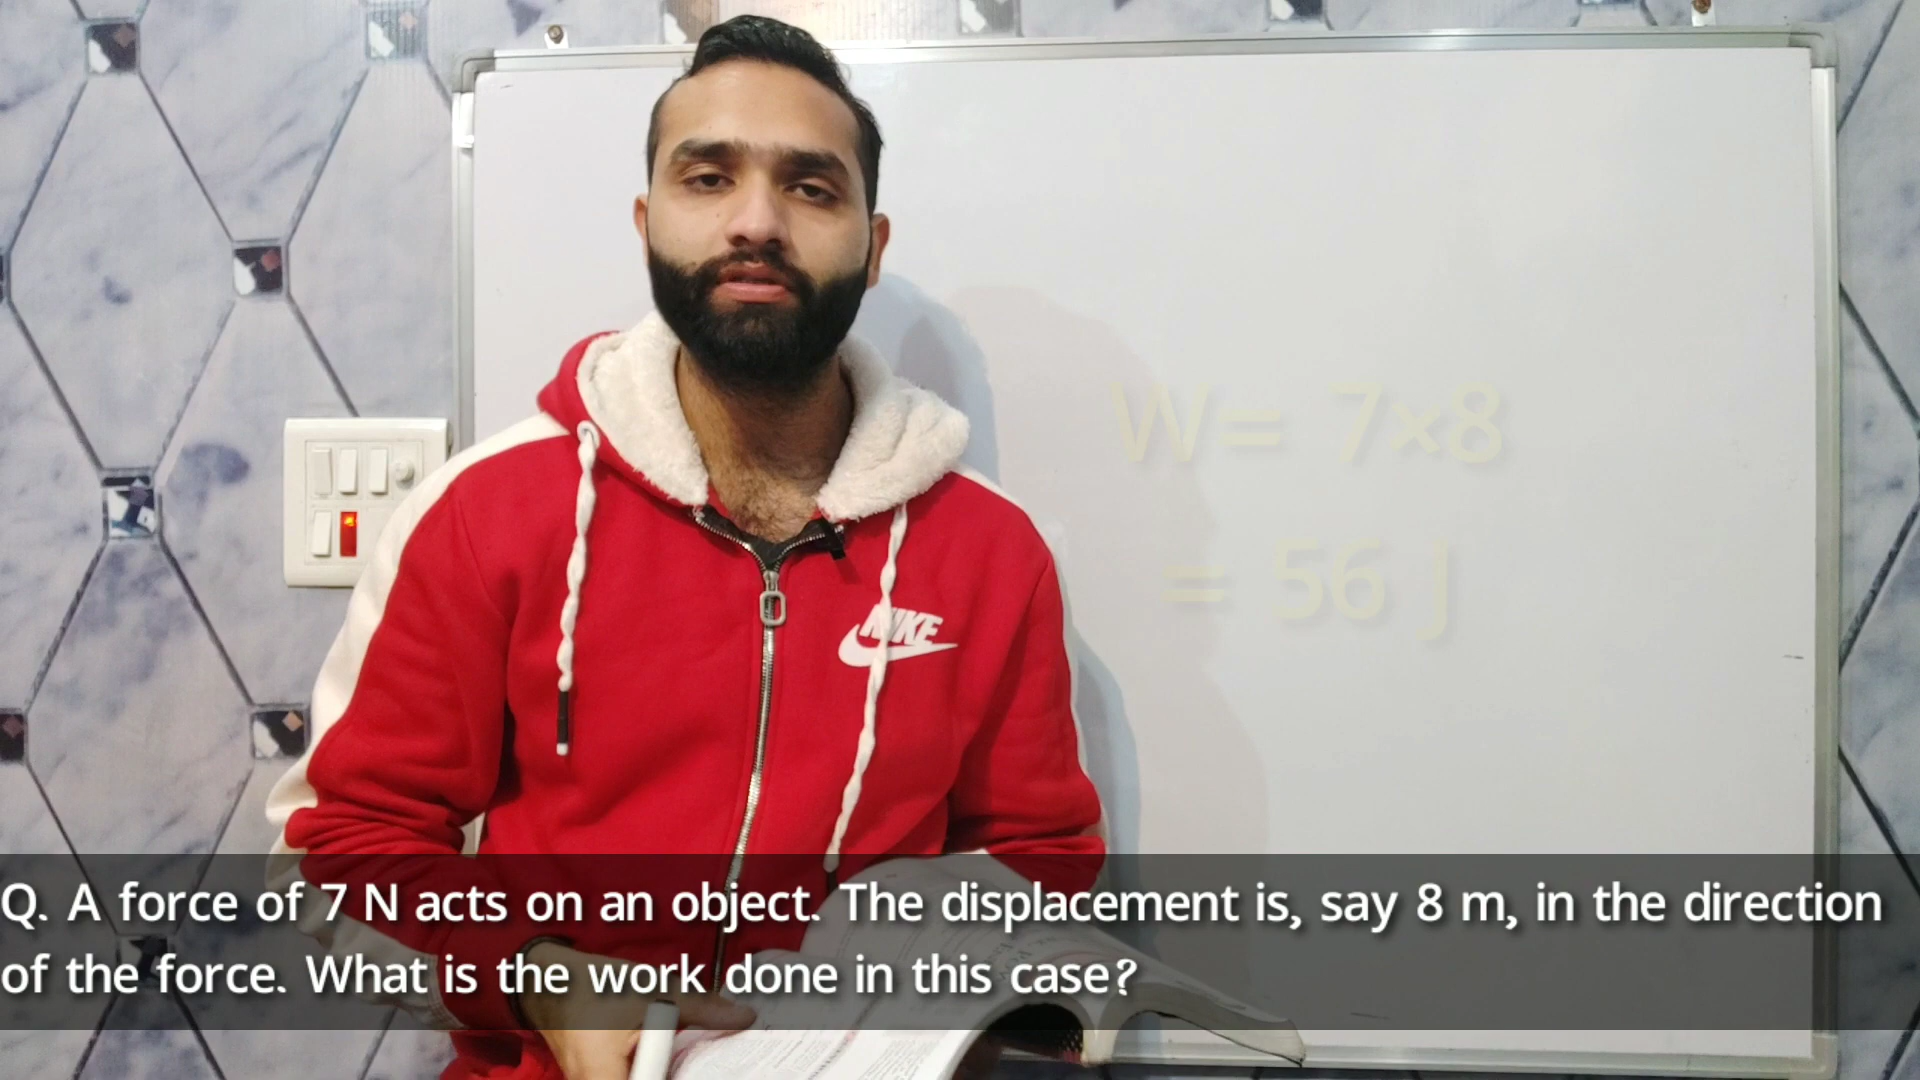 W= 7×8
= 56 J
NIKE
Q. A force of 7 N acts on an object. The displacement is, say 8 m, in the direction
of the force. What is the work done in this case?